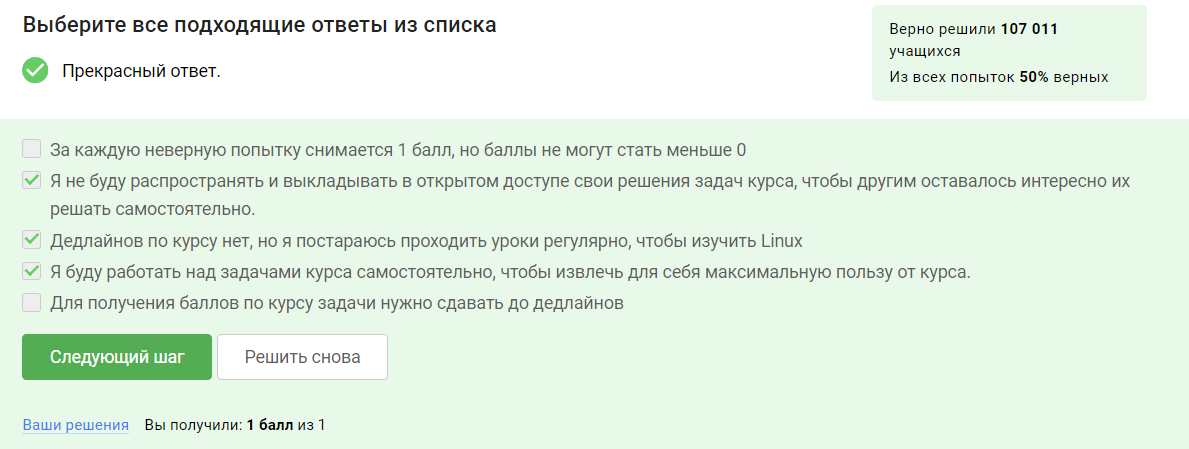 Выберите все подходящие ответы из списка
Прекрасный ответ.
Верно решили 107 011
учащихся
Из всех попыток 50% верных
За каждую неверную попытку снимается 1 балл, но баллы не могут стать меньше 0
Я не буду распространять и выкладывать в открытом доступе свои решения задач курса, чтобы другим оставалось интересно их
решать самостоятельно.
Дедлайнов по курсу нет, но я постараюсь проходить уроки регулярно, чтобы изучить Linux
Я буду работать над задачами курса самостоятельно, чтобы извлечь для себя максимальную пользу от курса.
Для получения баллов по курсу задачи нужно сдавать до дедлайнов
Следующий шаг
Решить снова
Ваши решения Вы получили: 1 балл из 1